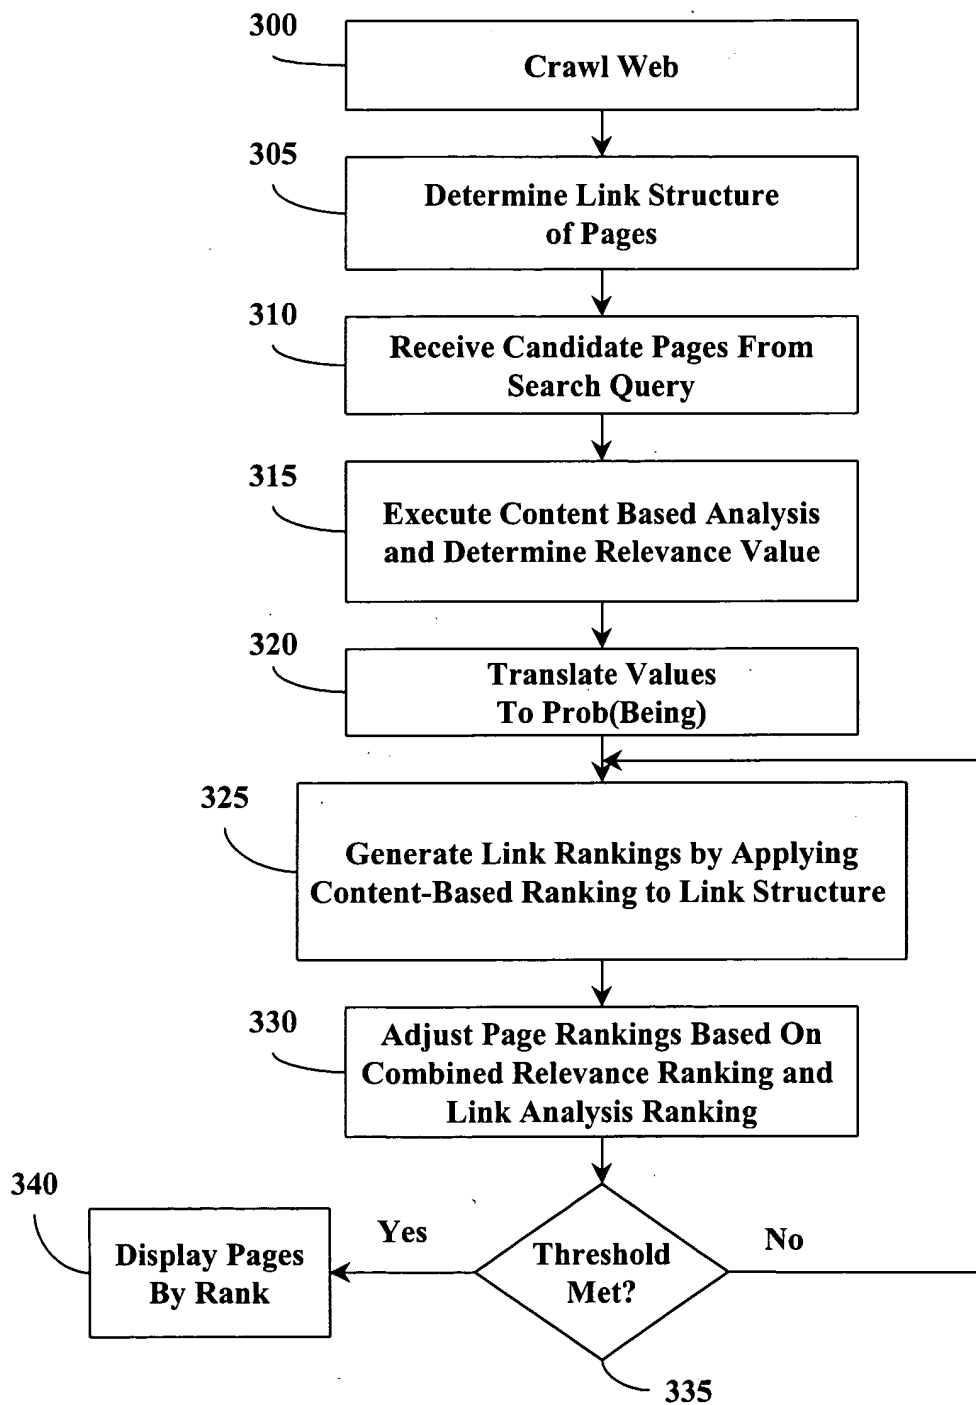 300
Crawl Web
305
Determine Link Structure
of Pages
310
Receive Candidate Pages From
Search Query
315
Execute Content Based Analysis
and Determine Relevance Value
320
Translate Values
To Prob(Being)
325
Generate Link Rankings by Applying
Content-Based Ranking to Link Structure
330
Adjust Page Rankings Based On
Combined Relevance Ranking and
Link Analysis Ranking
340
Display Pages
By Rank
Yes
Threshold
Met?
No
335